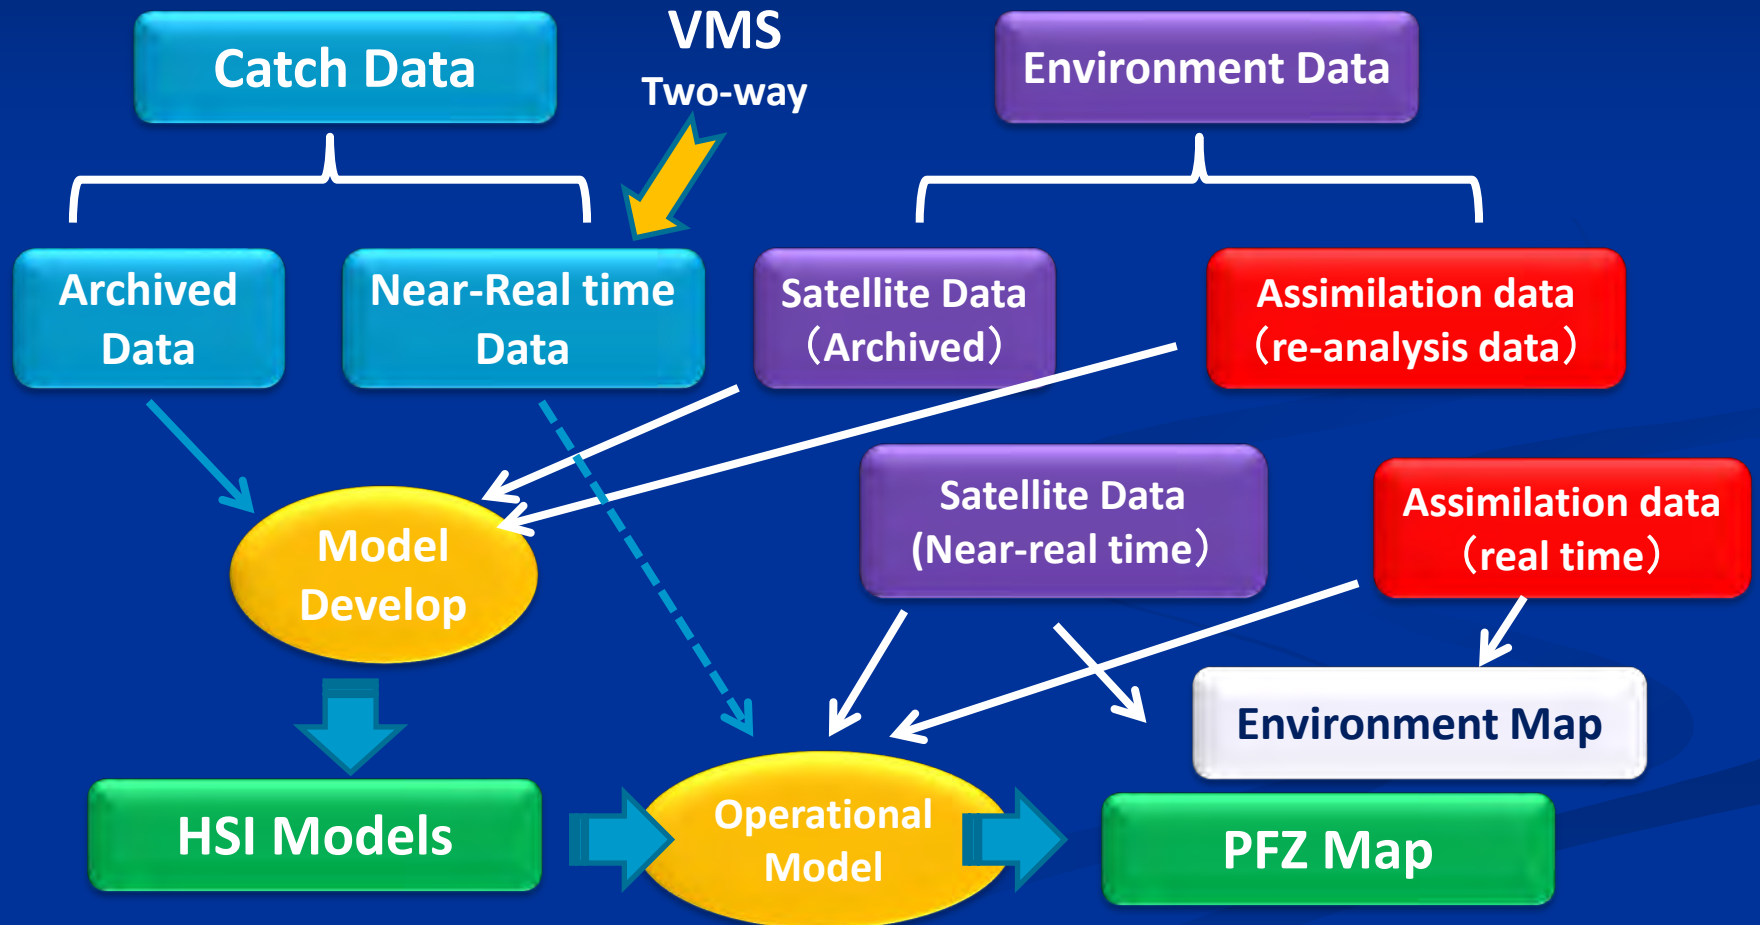 Catch Data
VMS
Two-way
Environment Data
Archived
Data
Near-Real time
Data
Satellite Data
（Archived）
Assimilation data
（re-analysis data）
Satellite Data
(Near-real time）
Assimilation data
（real time）
Model
Develop
Environment Map
HSI Models
Operational
Model
PFZ Map